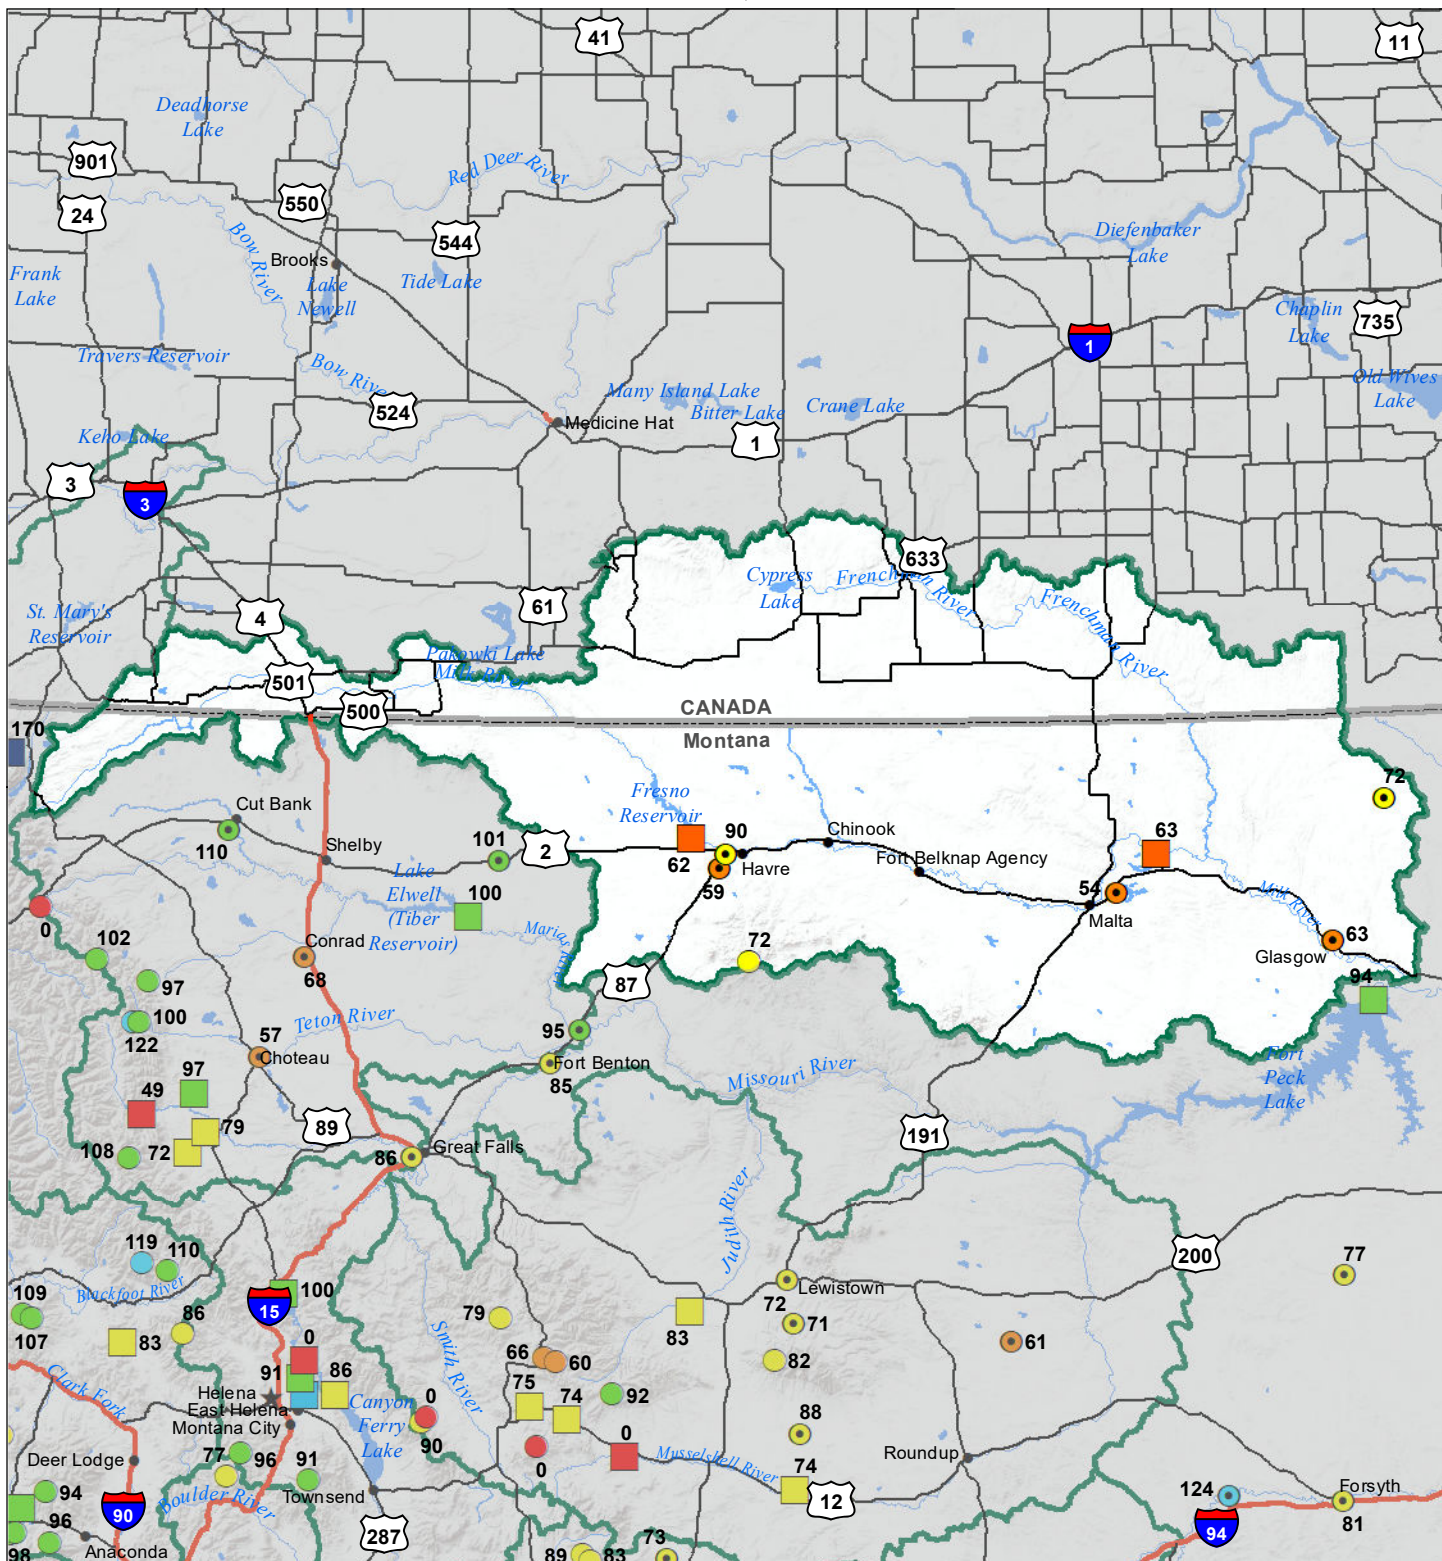 41
11
Deadhorse
Lake
901
Red Deer River
550
24
544
Bow River
Diefenbaker
Lake
Brooks
Frank
Lake
Lake
Newell
Tide Lake
Chaplin
Lake
735
1
Travers Reservoir
Bow River
Many Island Lake
Old Wives
Lake
524
Bitter Lake
Crane Lake
Medicine Hat
Keho Lake
1
3
3
633
Cypress
Lake
Frenchman River
Frenchman River
61
St. Mary's
Reservoir
4
Pakowki Lake
Milk River
501
500
CANADA
Montana
170
72
Fresno
Reservoir
Cut Bank
110
Shelby
101
2
62
90
59
Havre
Chinook
63
Fort Belknap Agency
54
Malta
Lake
Elwell
(Tiber
Reservoir)
100
Milk River
0
Marias River
63
Glasgow
Conrad
68
102
97
72
87
94
100
122
Teton River
57
Choteau
95
Fort Benton
85
Missouri River
Fort
Peck
Lake
97
49
79
72
108
89
86
Great Falls
191
Judith River
200
119
110
Blackfoot River
77
Lewistown
109
107
86
83
15
100
79
83
72
71
Smith River
0
66
60
61
82
91
86
Clark Fork
Helena
East Helena
Montana City
Canyon
Ferry
Lake
75
74
92
0
90
88
0
0
Musselshell River
Roundup
Deer Lodge
77
96
91
Townsend
74
12
Boulder River
94
90
124
Forsyth
81
94
96
98
Anaconda
287
89
83
73